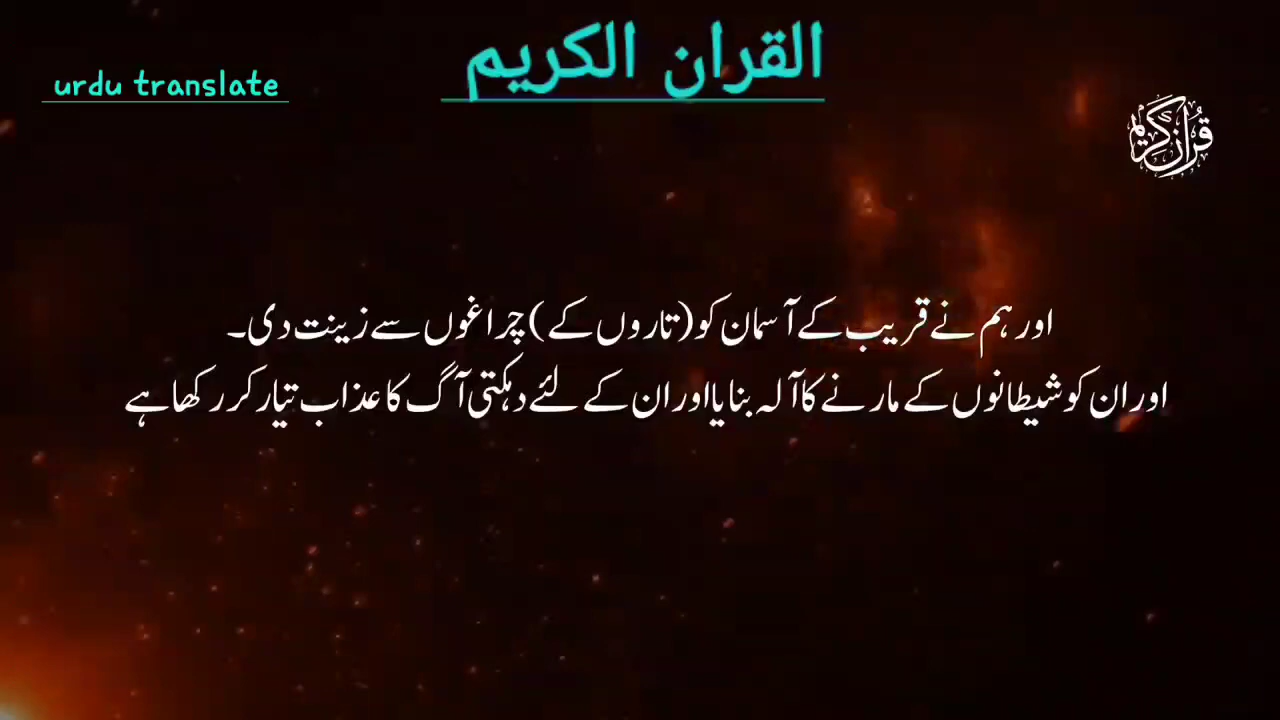 القران الكريم
urdu translate
قرآن کریم
اور ہم نے قریب کے آسمان کو (تاروں کے) چراغوں سے زینت دی۔
اور ان کو شیطانوں کے مارنے کا آلہ بنایا اور ان کے لئے دہکتی آگ کا عذاب تیار کر رکھا ہے